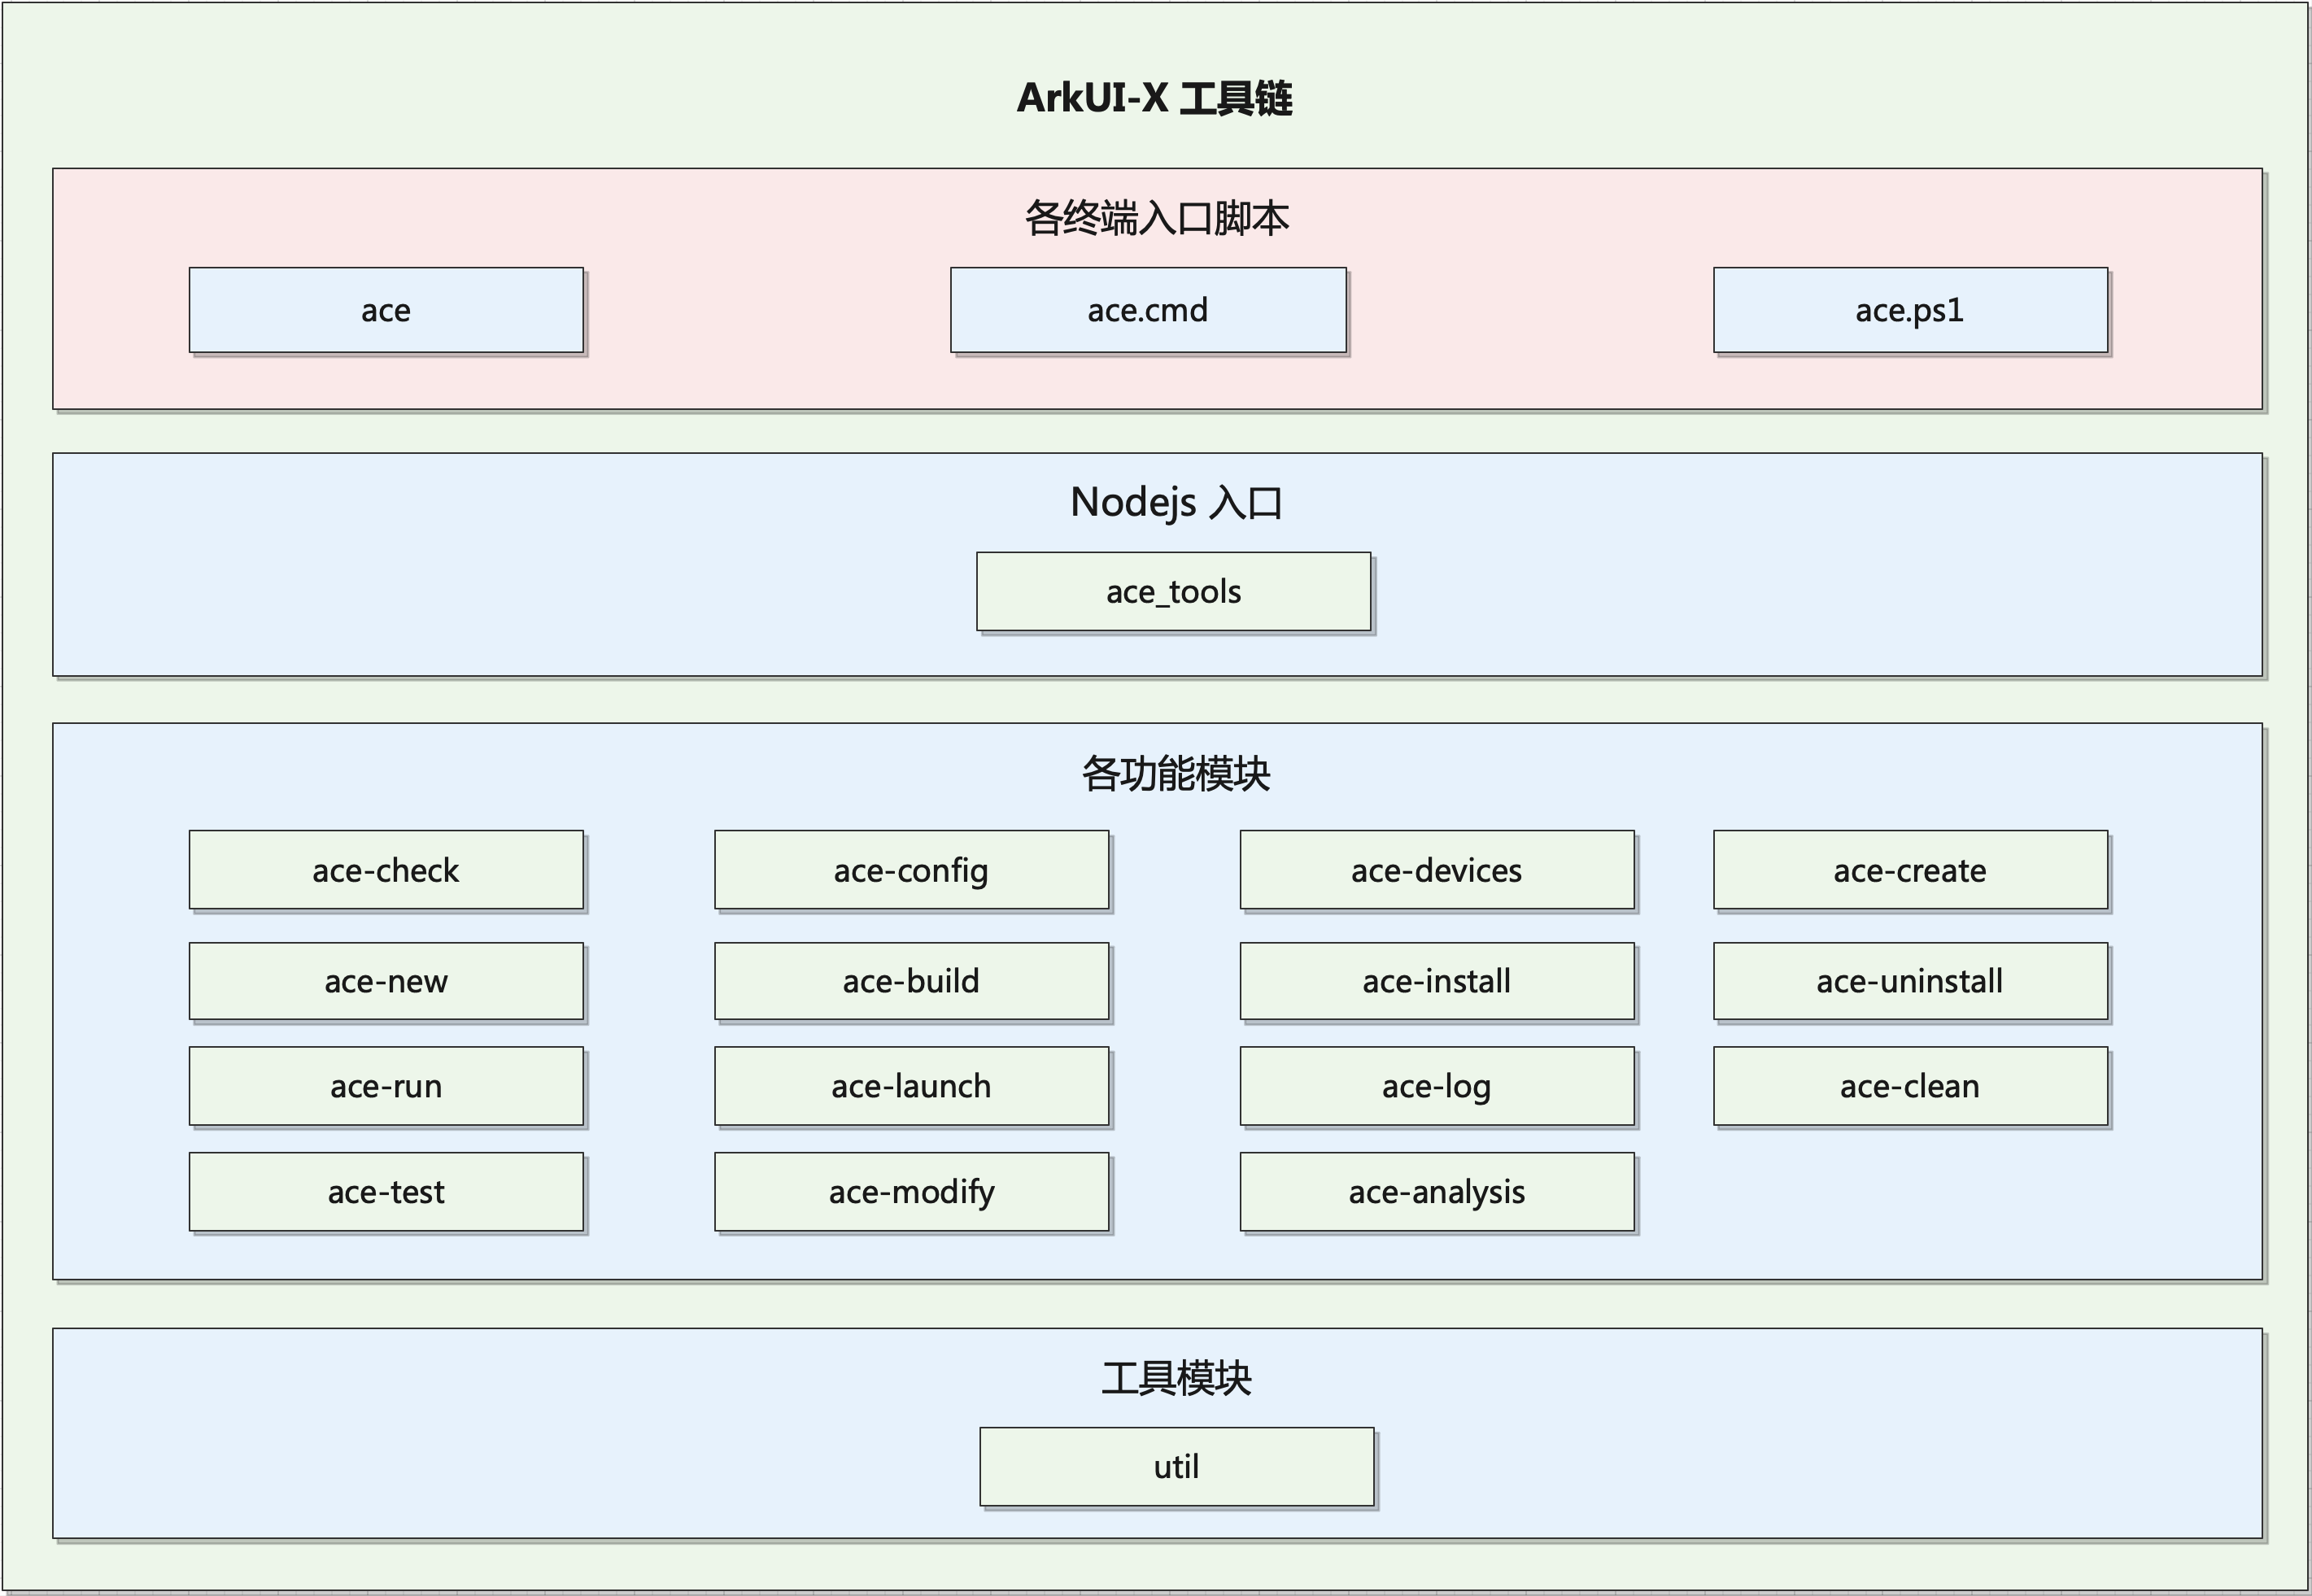 ArkUI-X 工具链
各终端入口脚本
ace
ace.cmd
ace.ps1
Nodejs 入口
ace_tools
各功能模块
ace-check
ace-config
ace-devices
ace-create
ace-new
ace-build
ace-install
ace-uninstall
ace-run
ace-launch
ace-log
ace-clean
ace-test
ace-modify
ace-analysis
工具模块
util